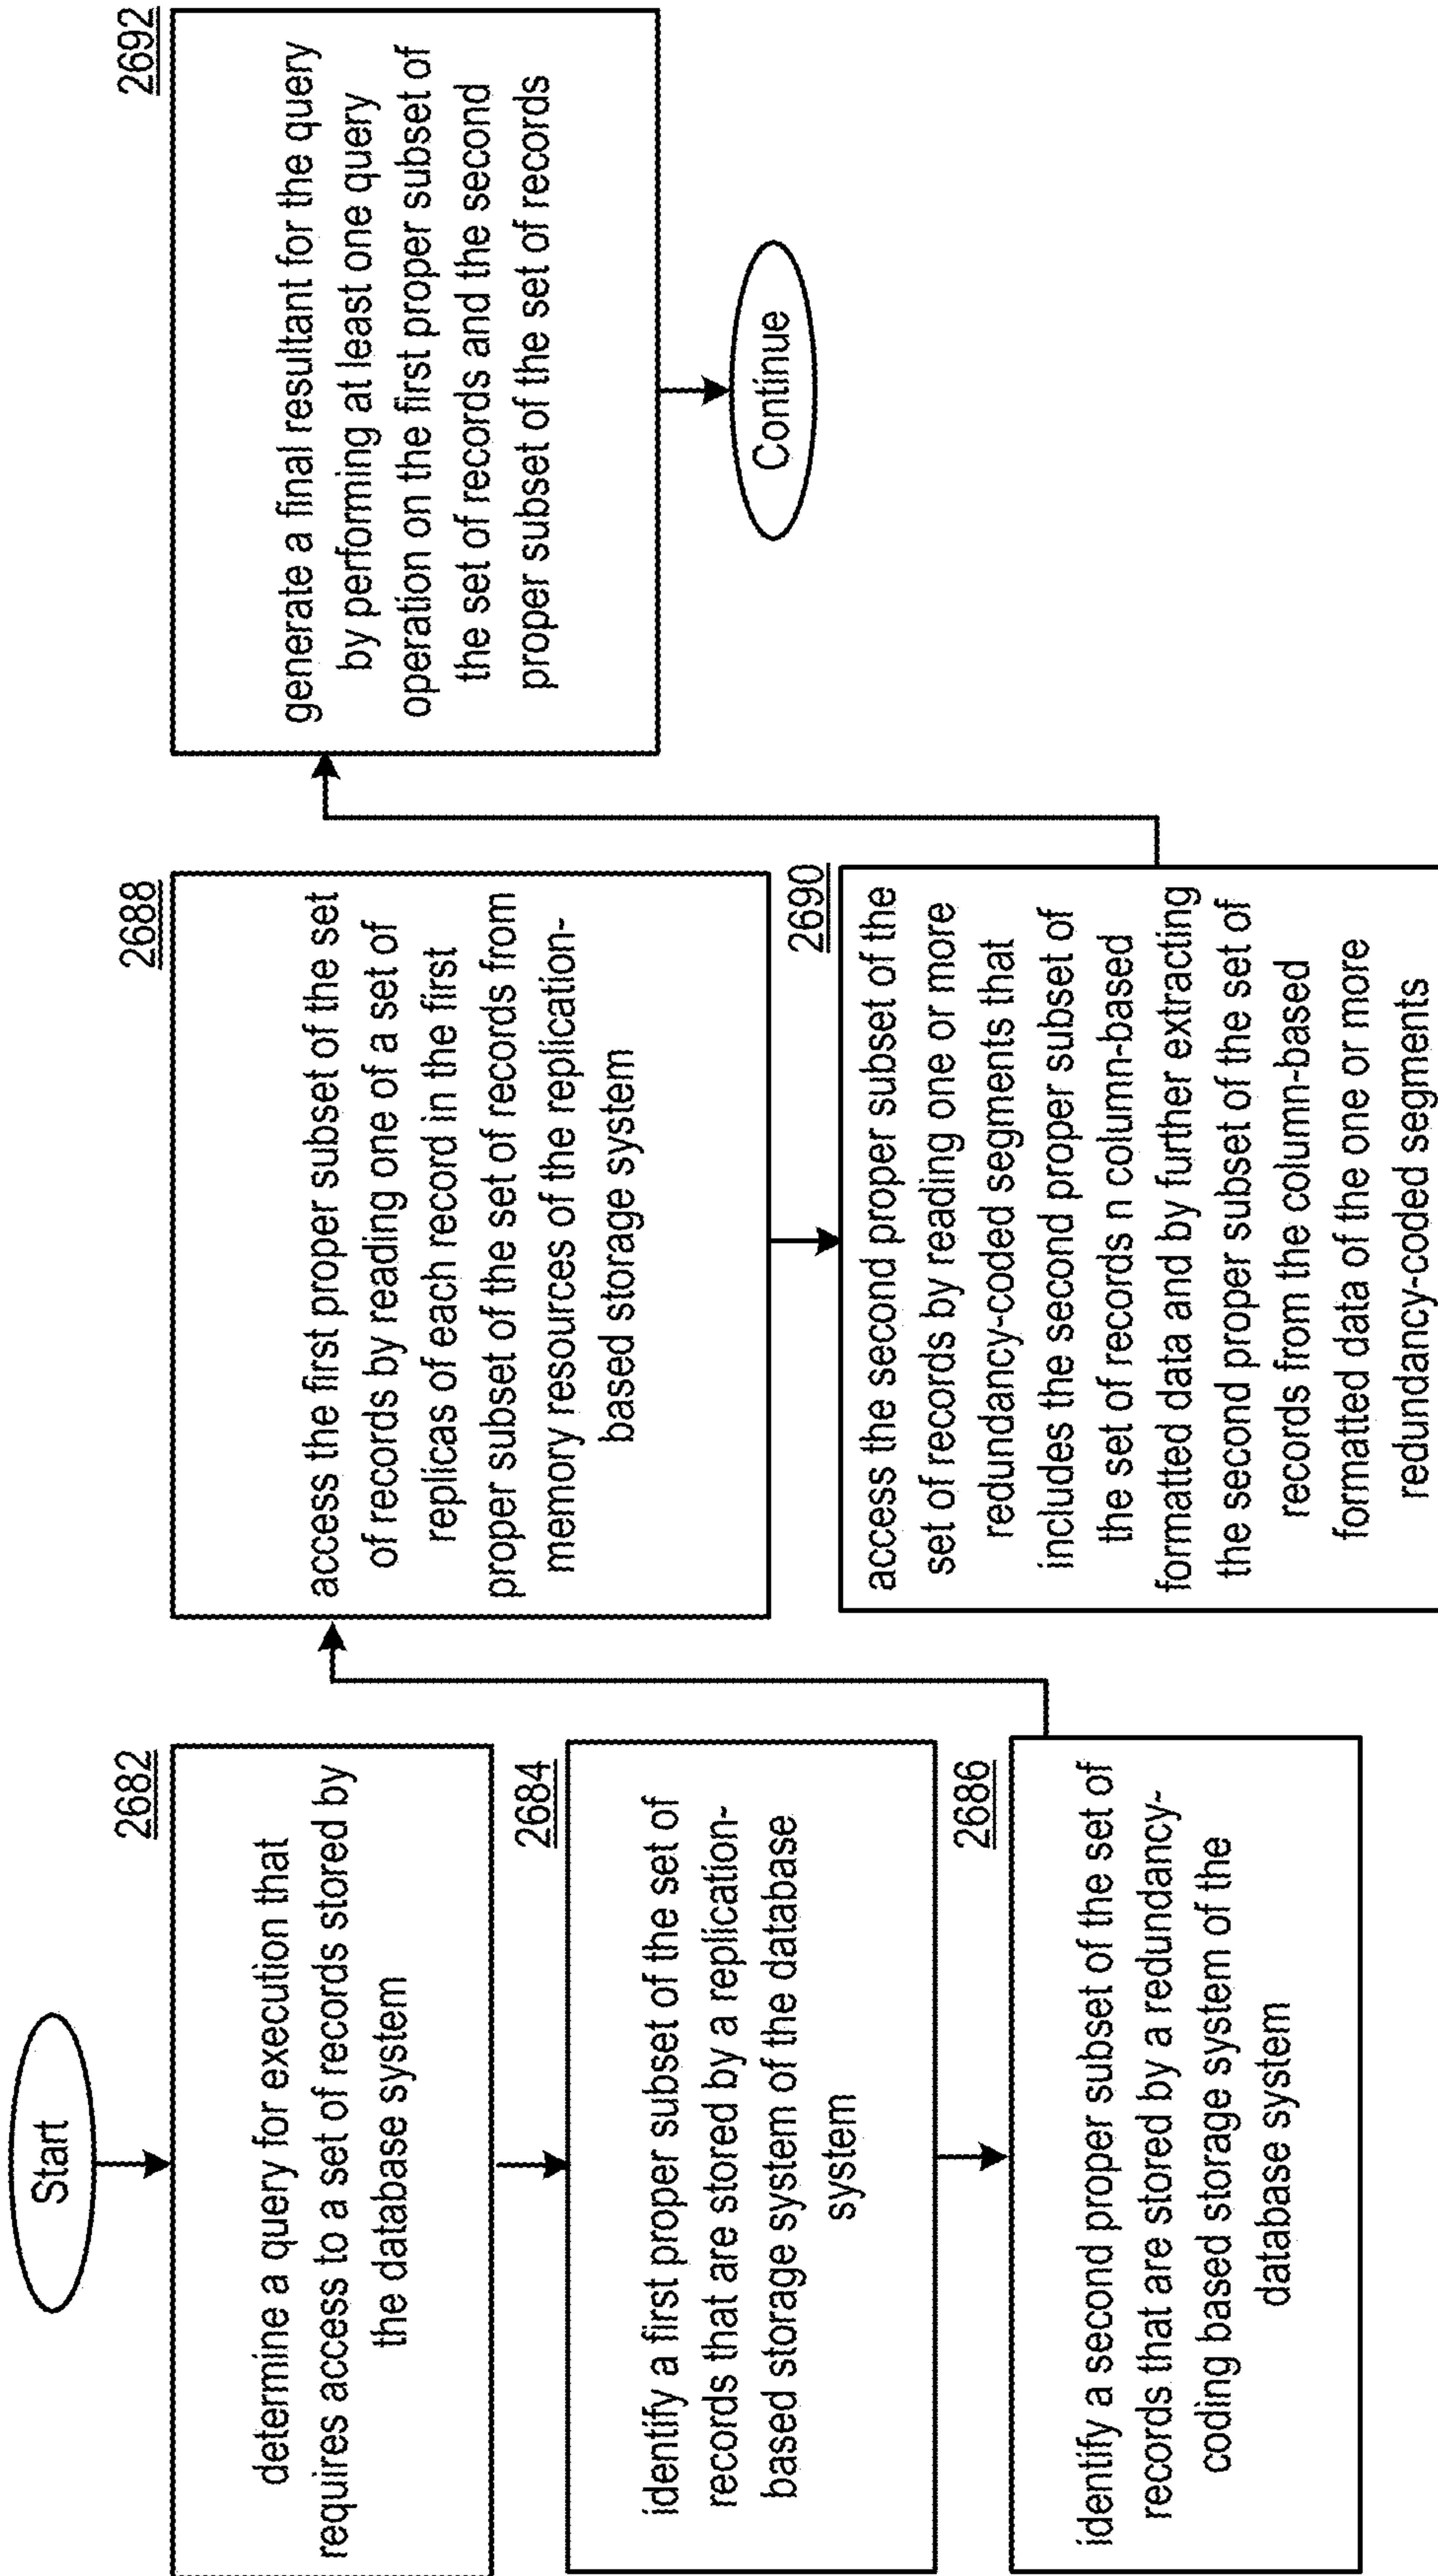 Start
2682
determine a query for execution that
requires access to a set of records stored by
the database system
2684
identify a first proper subset of the set of
records that are stored by a replication-
based storage system of the database
system
2686
identify a second proper subset of the set of
records that are stored by a redundancy-
coding based storage system of the
database system
2688
access the first proper subset of the set
of records by reading one of a set of
replicas of each record in the first
proper subset of the set of records from
memory resources of the replication-
based storage system
2690
access the second proper subset of the
set of records by reading one or more
redundancy-coded segments that
includes the second proper subset of
the set of records n column-based
formatted data and by further extracting
the second proper subset of the set of
records from the column-based
formatted data of the one or more
redundancy-coded segments
2692
generate a final resultant for the query
by performing at least one query
operation on the first proper subset of
the set of records and the second
proper subset of the set of records
Continue